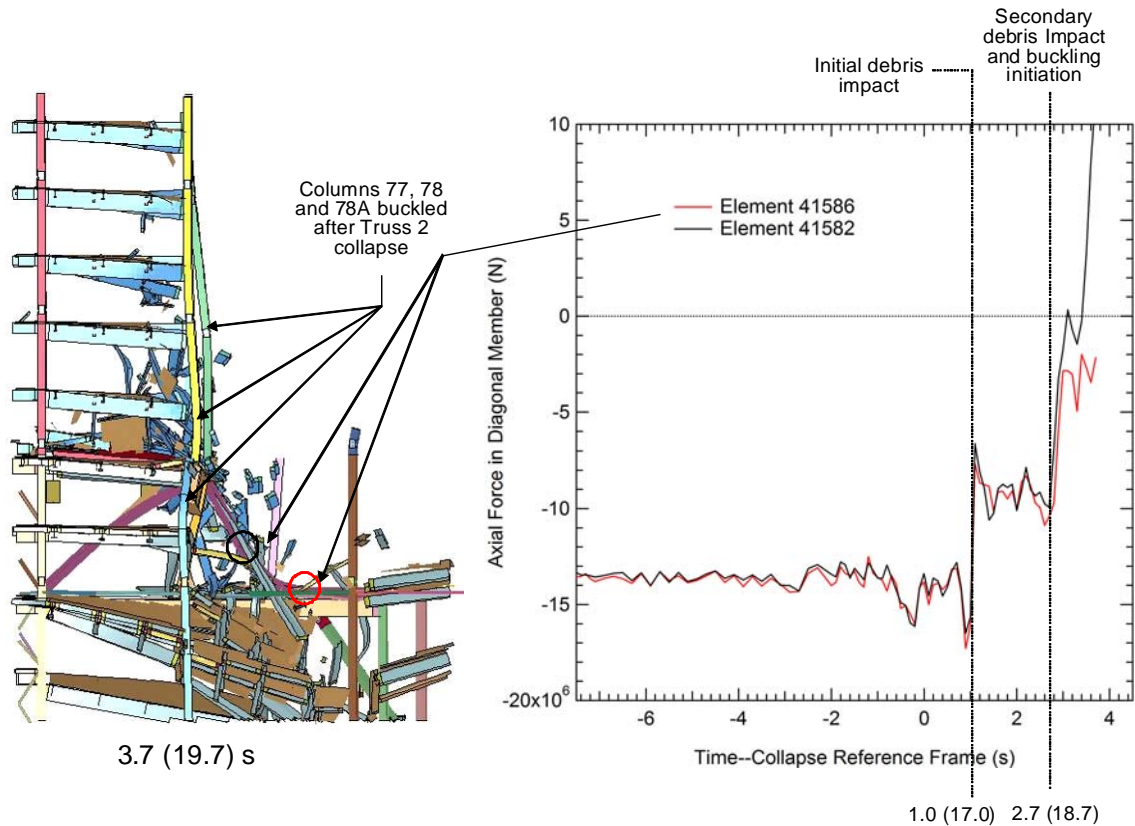 Secondary
debris Impact
and buckling
initiation
Initial debris
impact
Columns 77, 78
and 78A buckled
after Truss 2
collapse
Element 41586
Element 41582
Axial Force in Diagonal Member (N)
10
5
0
-5
-10
-15
-20x10⁶
-6
-4
-2
0
2
4
Time--Collapse Reference Frame (s)
3.7 (19.7) s
1.0 (17.0)
2.7 (18.7)